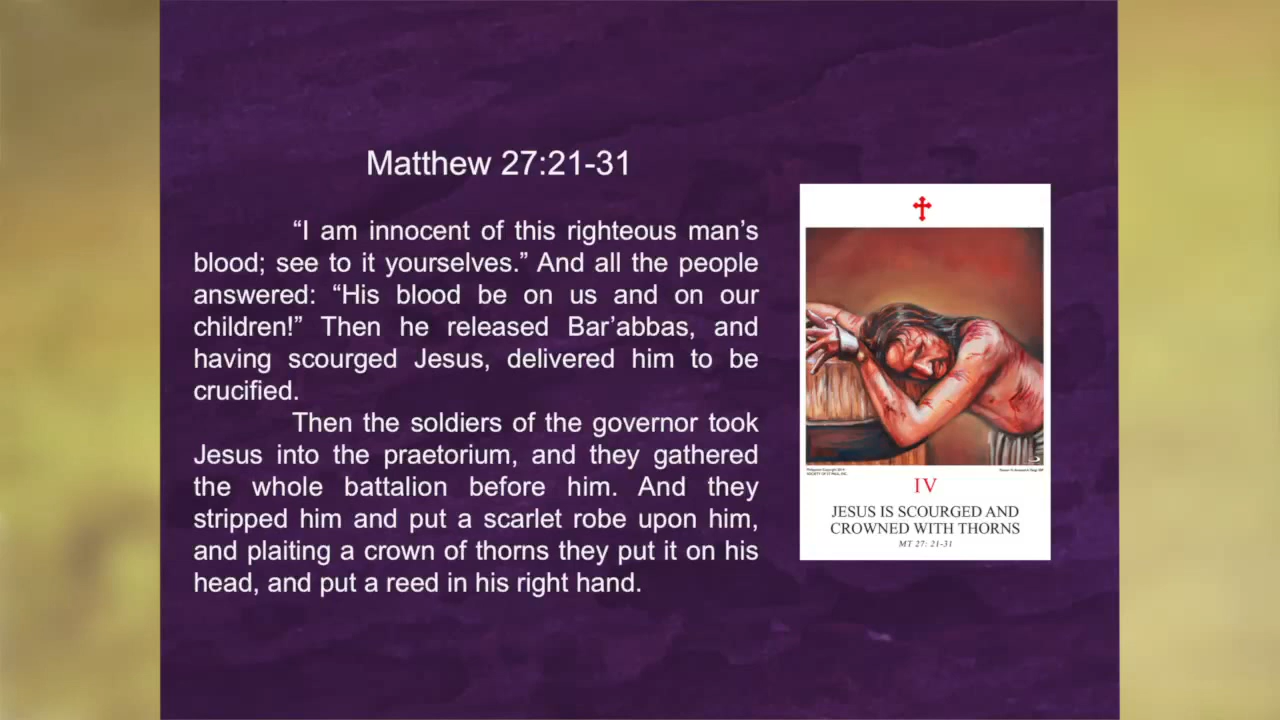 Matthew 27:21-31
“I am innocent of this righteous man’s
blood; see to it yourselves.” And all the people
answered: “His blood be on us and on our
children!” Then he released Bar’abbas, and
having scourged Jesus, delivered him to be
crucified.
Then the soldiers of the governor took
Jesus into the praetorium, and they gathered
the whole battalion before him. And they
stripped him and put a scarlet robe upon him,
and plaiting a crown of thorns they put it on his
head, and put a reed in his right hand.
IV
JESUS IS SCOURGED AND
CROWNED WITH THORNS
MT 27: 21-31